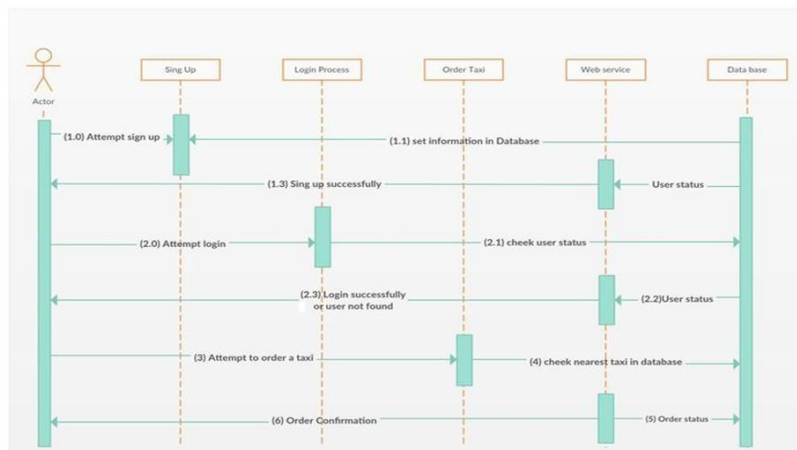 Sing Up
Login Process
Order Taxi
Web service
Data base
Actor
(1.0) Attempt sign up
(1.1) set information in Database
(1.3) Sing up successfully
User status
(2.0) Attempt login
(2.1) cheek user status
(2.3) Login successfully
or user not found
(2.2)User status
(3) Attempt to order a taxi
(4) cheek nearest taxi in database
(6) Order Confirmation
(5) Order status